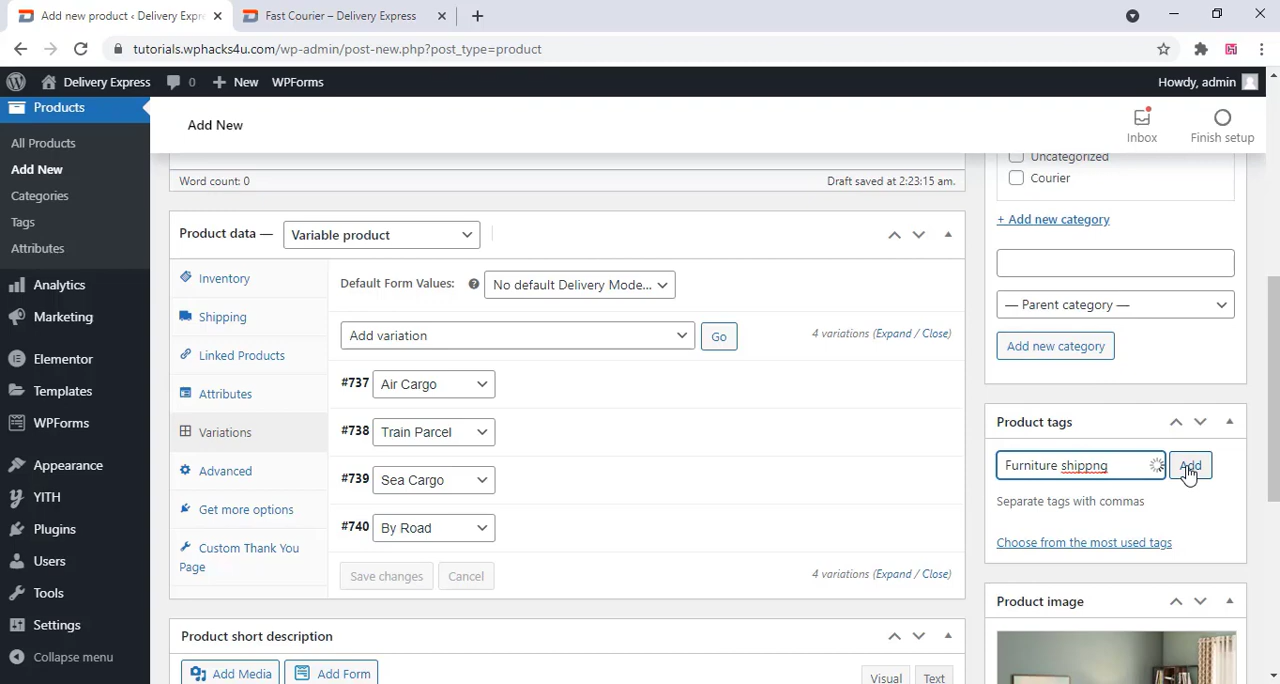 Add new product ‹ Delivery Expre
Fast Courier – Delivery Express
tutorials.wphacks4u.com/wp-admin/post-new.php?post_type=product
Delivery Express
0
New
WPForms
Howdy, admin
Products
All Products
Add New
Categories
Tags
Attributes
Analytics
Marketing
Elementor
Templates
WPForms
Appearance
YITH
Plugins
Users
Tools
Settings
Collapse menu
Add New
Inbox
Finish setup
Word count: 0
Draft saved at 2:23:15 am.
Product data —
Variable product
Inventory
Shipping
Linked Products
Attributes
Variations
Advanced
Get more options
Custom Thank You
Page
Default Form Values:
No default Delivery Mode...
Add variation
Go
4 variations (Expand / Close)
#737 Air Cargo
#738 Train Parcel
#739 Sea Cargo
#740 By Road
Save changes
Cancel
4 variations (Expand / Close)
Product short description
Add Media
Add Form
Visual
Text
Uncategorized
Courier
+ Add new category
— Parent category —
Add new category
Product tags
Furniture shippng
Add
Separate tags with commas
Choose from the most used tags
Product image